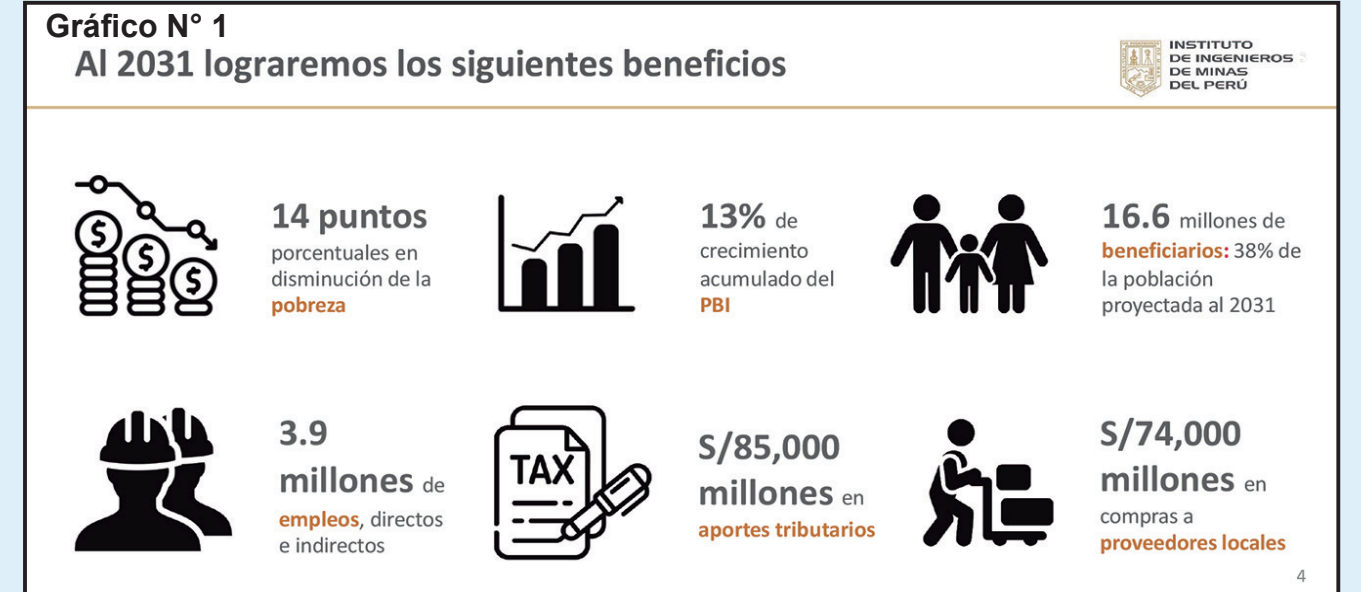 Gráfico N° 1
Al 2031 lograremos los siguientes beneficios
INSTITUTO
DE INGENIEROS
DE MINAS
DEL PERÚ
14 puntos
porcentuales en
disminución de la
pobreza
13% de
crecimiento
acumulado del
PBI
16.6 millones de
beneficiarios: 38% de
la población
proyectada al 2031
3.9
millones de
empleos, directos
e indirectos
TAX
S/85,000
millones en
aportes tributarios
S/74,000
millones en
compras a
proveedores locales
4